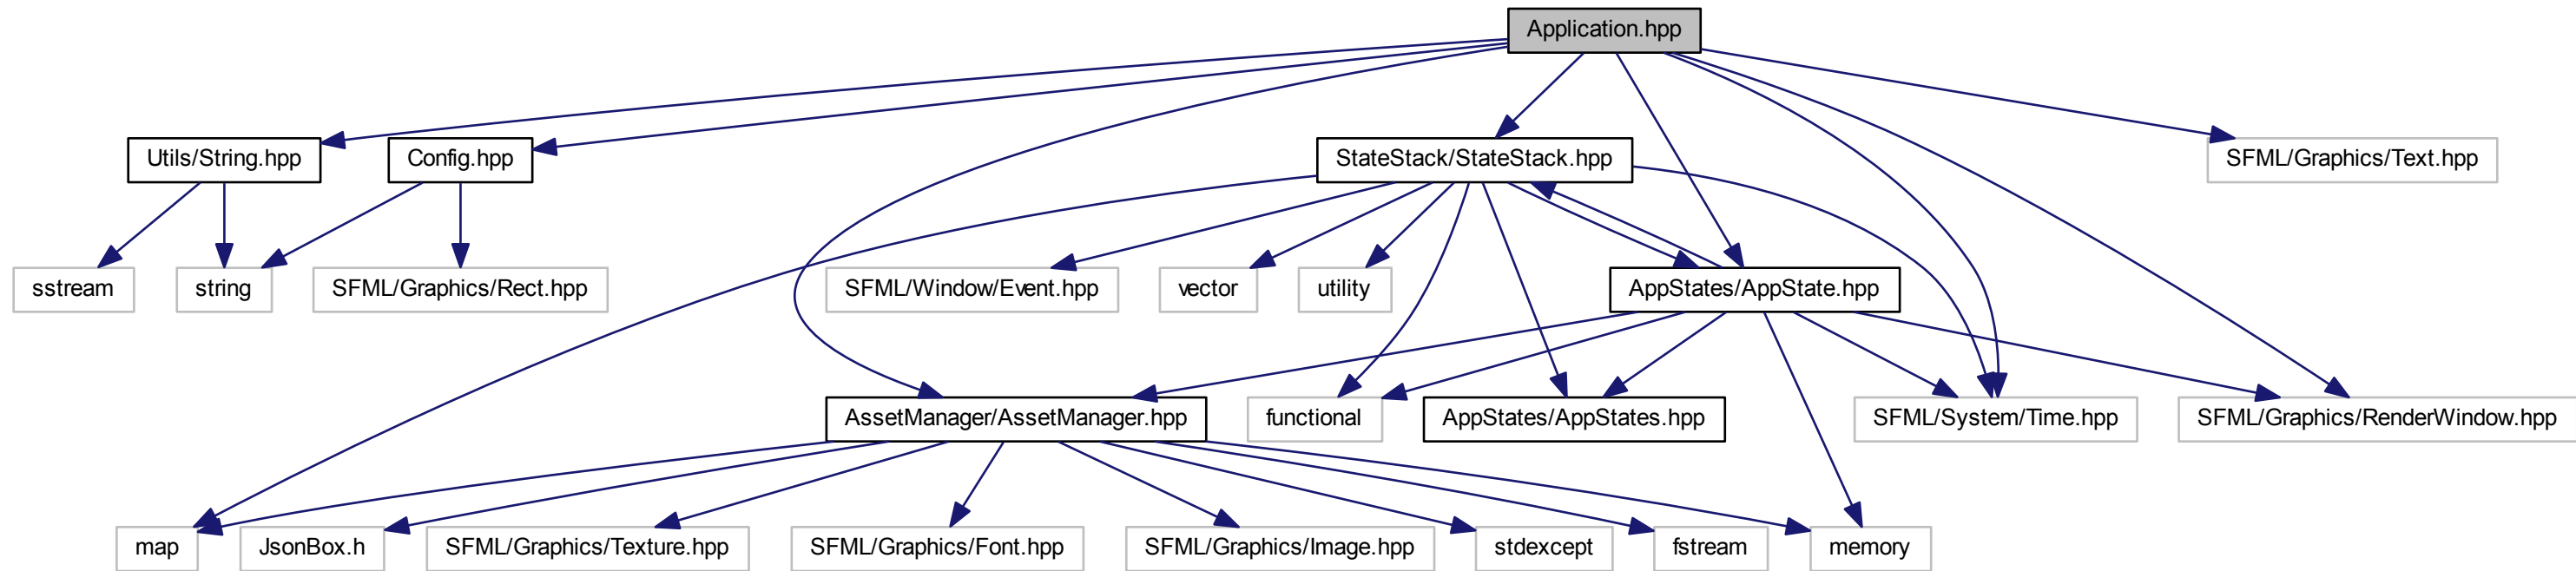 Application.hpp
Utils/String.hpp
Config.hpp
StateStack/StateStack.hpp
SFML/Graphics/Text.hpp
sstream
string
SFML/Graphics/Rect.hpp
SFML/Window/Event.hpp
vector
utility
AppStates/AppState.hpp
AssetManager/AssetManager.hpp
functional
AppStates/AppStates.hpp
SFML/System/Time.hpp
SFML/Graphics/RenderWindow.hpp
map
JsonBox.h
SFML/Graphics/Texture.hpp
SFML/Graphics/Font.hpp
SFML/Graphics/Image.hpp
stdexcept
fstream
memory